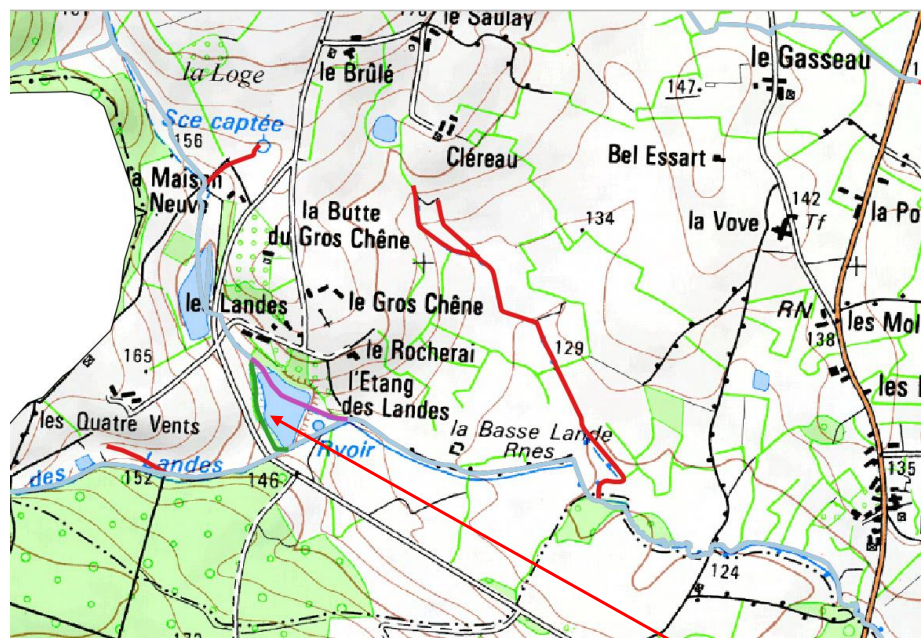 le Saulay
la Loge
le Brûlé
le Gasseau
147
Sce captée
156
Cléreau
Bel Essart
Maison
Neuve
la Butte
du Gros Chêne
134
142
la Vove
Tf
la Po
les Landes
le Gros Chêne
RN
les Mol
138
129
165
le Rocherai
l'Etang
des Landes
les Quatre Vents
la Basse Lande
Rnes
Rvoir
des
Landes
152
146
135
124